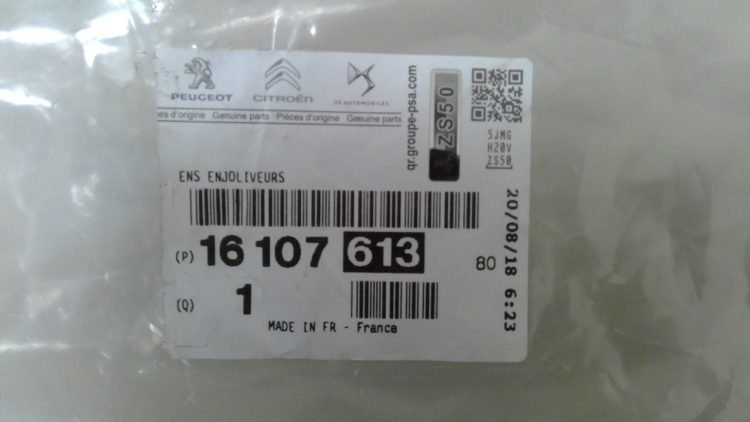 PEUGEOT CITROËN DS AUTOMOBILES
es d'origine Genuine parts Pièces d'origine Genuine parts
qr.groupe-psa.com
ZS50
5JMG
H20V
ZS50
ENS ENJOLIVEURS
(P) 16 107 613 80
(Q) 1
MADE IN FR - France
20/08/18 6:23